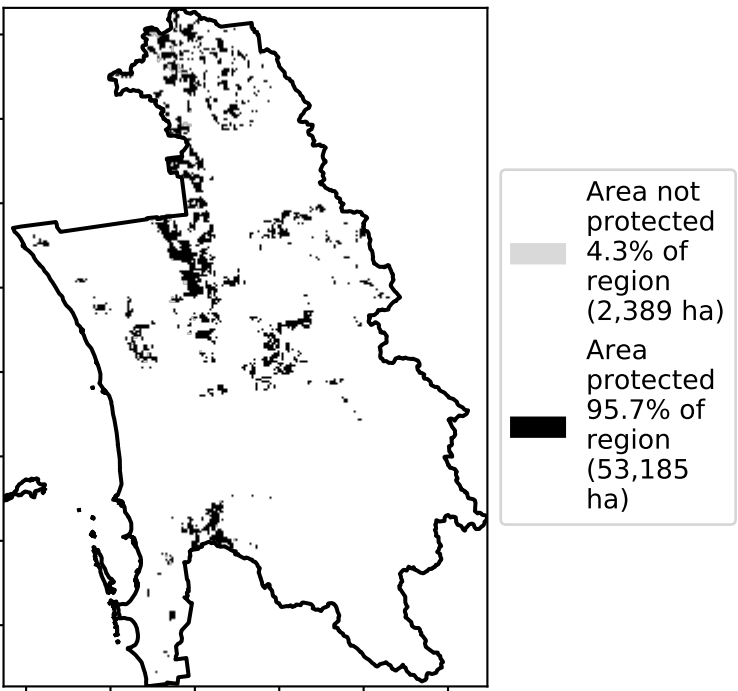 Area not
protected
4.3% of
region
(2,389 ha)
Area
protected
95.7% of
region
(53,185
ha)